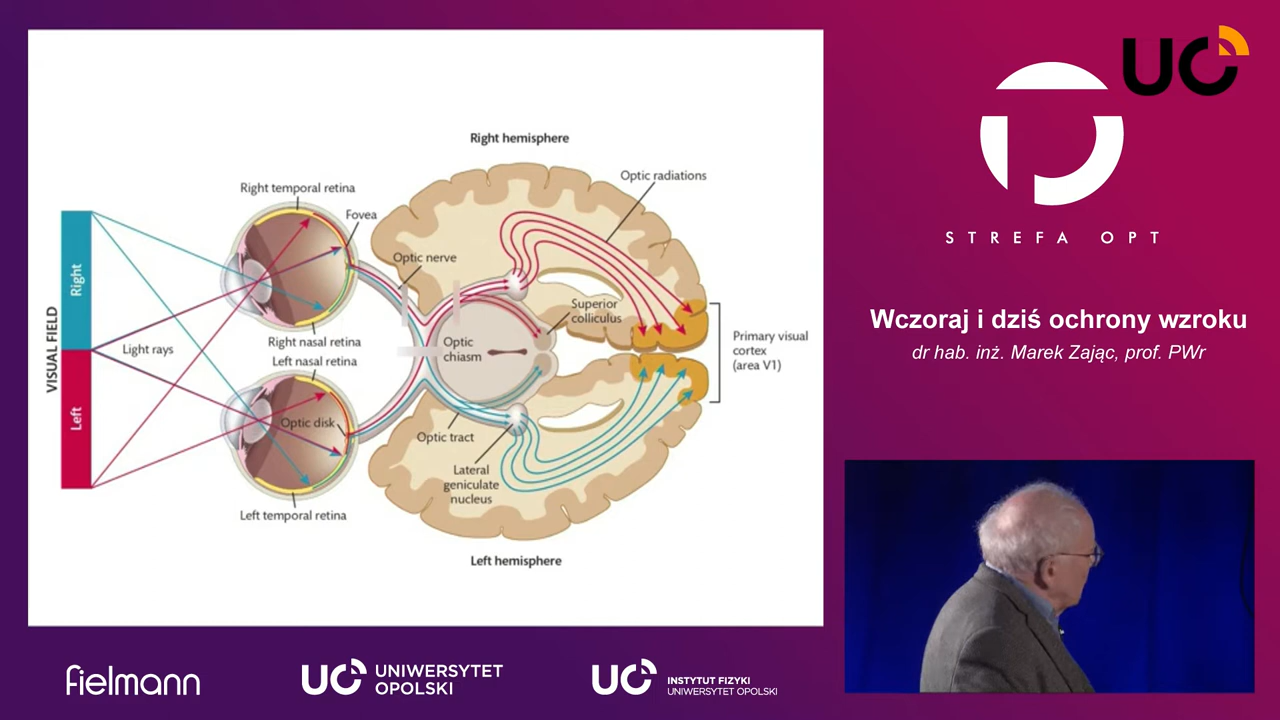 Right hemisphere
Optic radiations
Right temporal retina
Fovea
Optic nerve
Right
Superior
colliculus
VISUAL FIELD
Light rays
Right nasal retina
Left nasal retina
Optic
chiasm
Primary visual
cortex
(area V1)
Left
Optic disk
Optic tract
Lateral
geniculate
nucleus
Left temporal retina
Left hemisphere
UO
STREFA OPT
Wczoraj i dziś ochrony wzroku
dr hab. inż. Marek Zając, prof. PWr
fielmann
UO UNIWERSYTET
OPOLSKI
UO INSTYTUT FIZYKI
UNIWERSYTET OPOLSKI